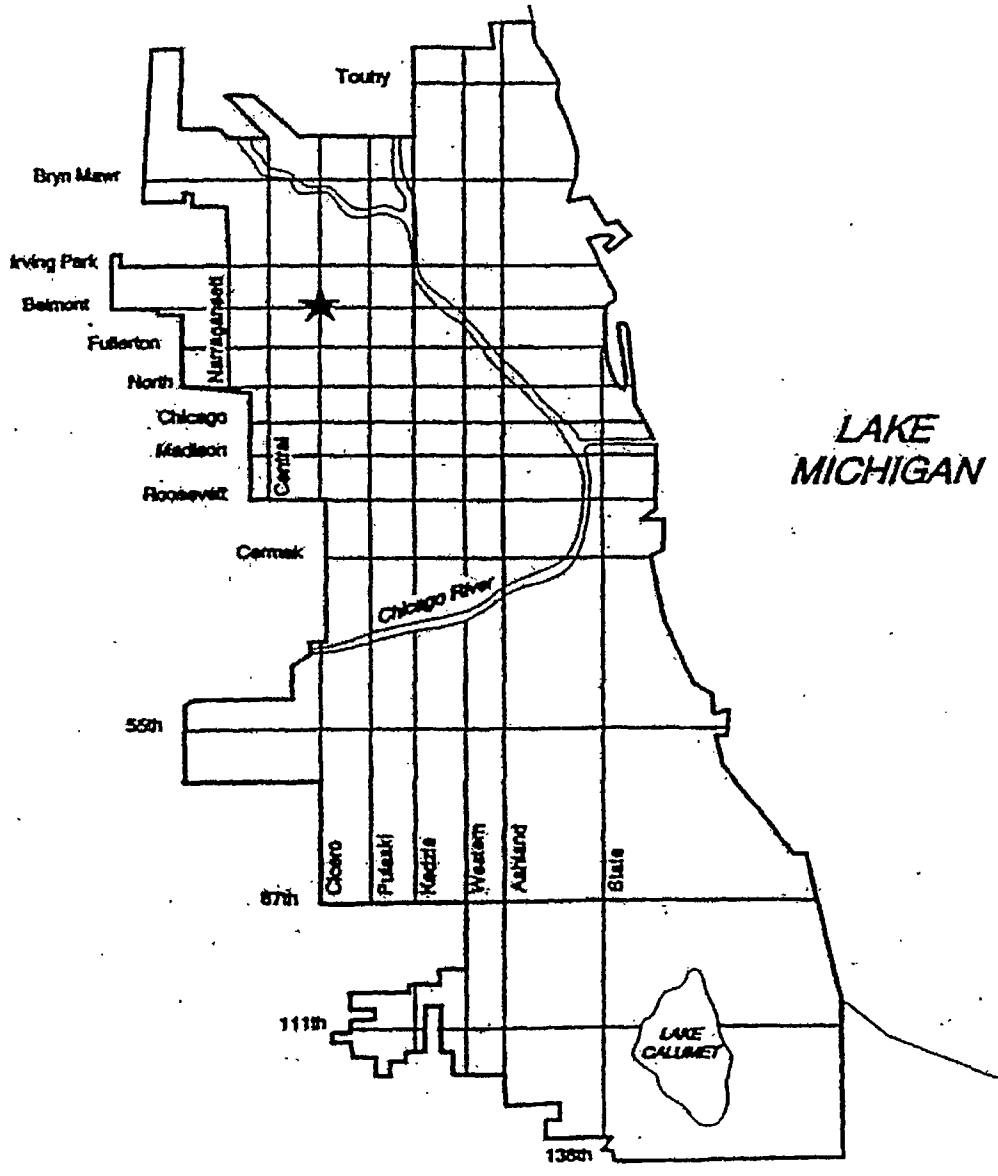 Touhy
Bryn Mawr
Irving Park
Belmont
Narragansett
Fullerton
North
Chicago
LAKE
MICHIGAN
Madison
Central
Roosevelt
Cermak
Chicago River
55th
Cicero
Pulaski
Kedzie
Western
Ashland
State
87th
111th
LAKE
CALUMET
138th